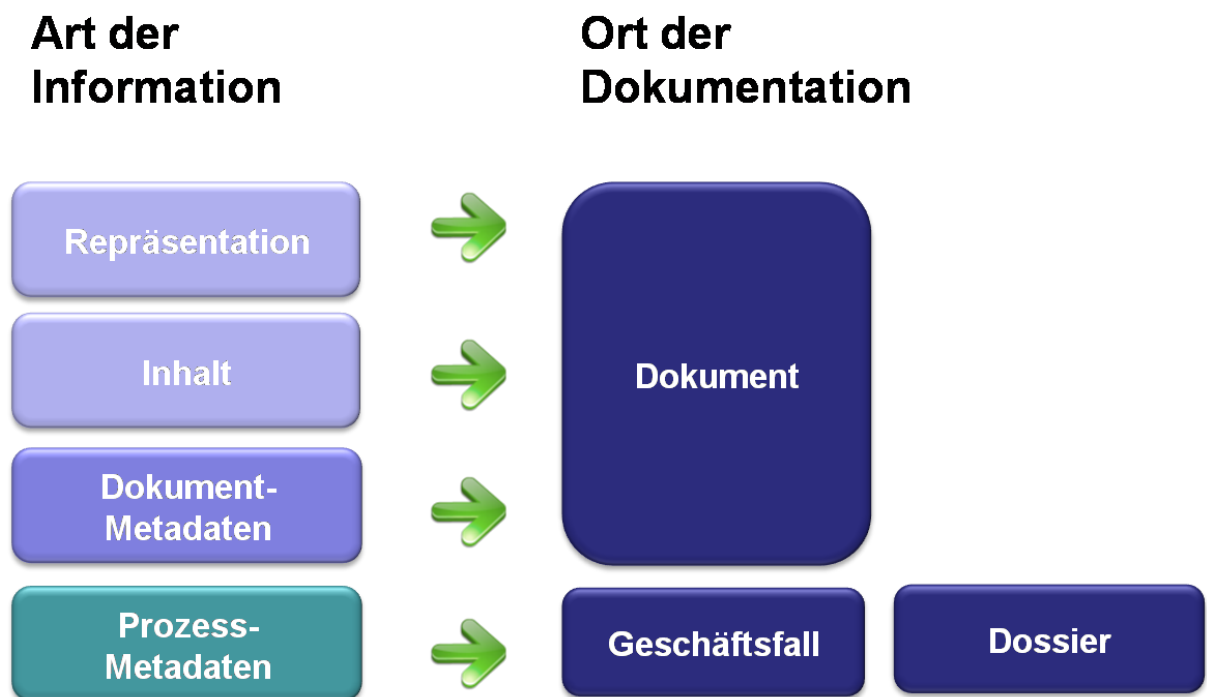 Art der
Information
Ort der
Dokumentation
Repräsentation
Inhalt
Dokument
Dokument-
Metadaten
Prozess-
Metadaten
Geschäftsfall
Dossier